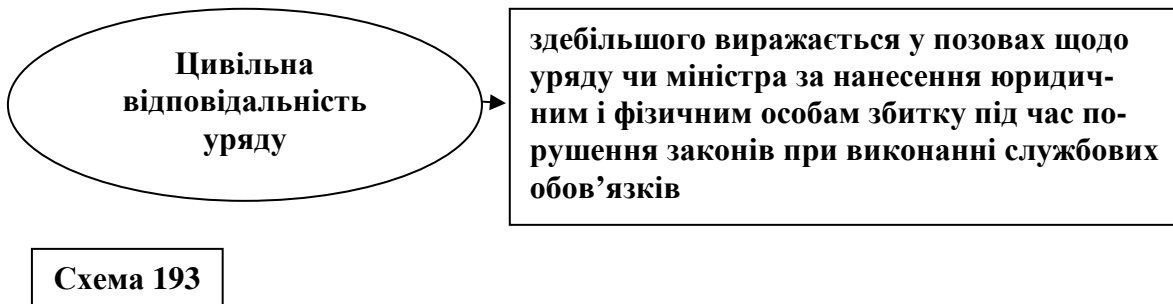 Цивільна
відповідальність
уряду
здебільшого виражається у позовах щодо
уряду чи міністра за нанесення юридич-
ним і фізичним особам збитку під час по-
рушення законів при виконанні службових
обов’язків
Схема 193